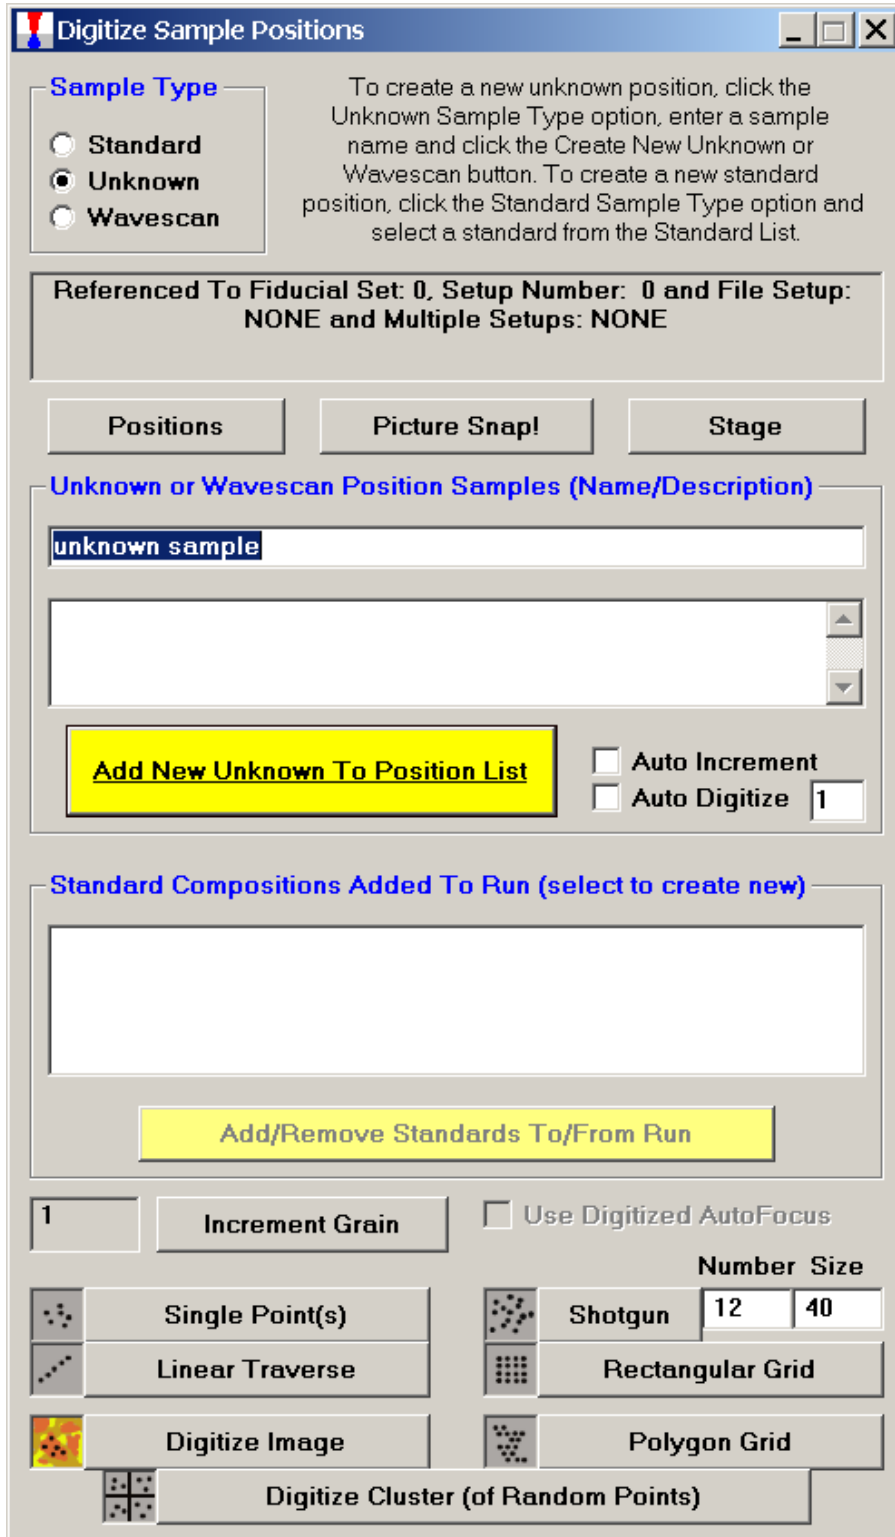 Digitize Sample Positions
Sample Type
Standard
Unknown
Wavescan
To create a new unknown position, click the
Unknown Sample Type option, enter a sample
name and click the Create New Unknown or
Wavescan button. To create a new standard
position, click the Standard Sample Type option and
select a standard from the Standard List.
Referenced To Fiducial Set: 0, Setup Number:  0 and File Setup:
NONE and Multiple Setups: NONE
Positions
Picture Snap!
Stage
Unknown or Wavescan Position Samples (Name/Description)
unknown sample
Add New Unknown To Position List
Auto Increment
Auto Digitize 1
Standard Compositions Added To Run (select to create new)
Add/Remove Standards To/From Run
1
Increment Grain
Use Digitized AutoFocus
Number Size
Single Point(s)
Shotgun
12
40
Linear Traverse
Rectangular Grid
Digitize Image
Polygon Grid
Digitize Cluster (of Random Points)